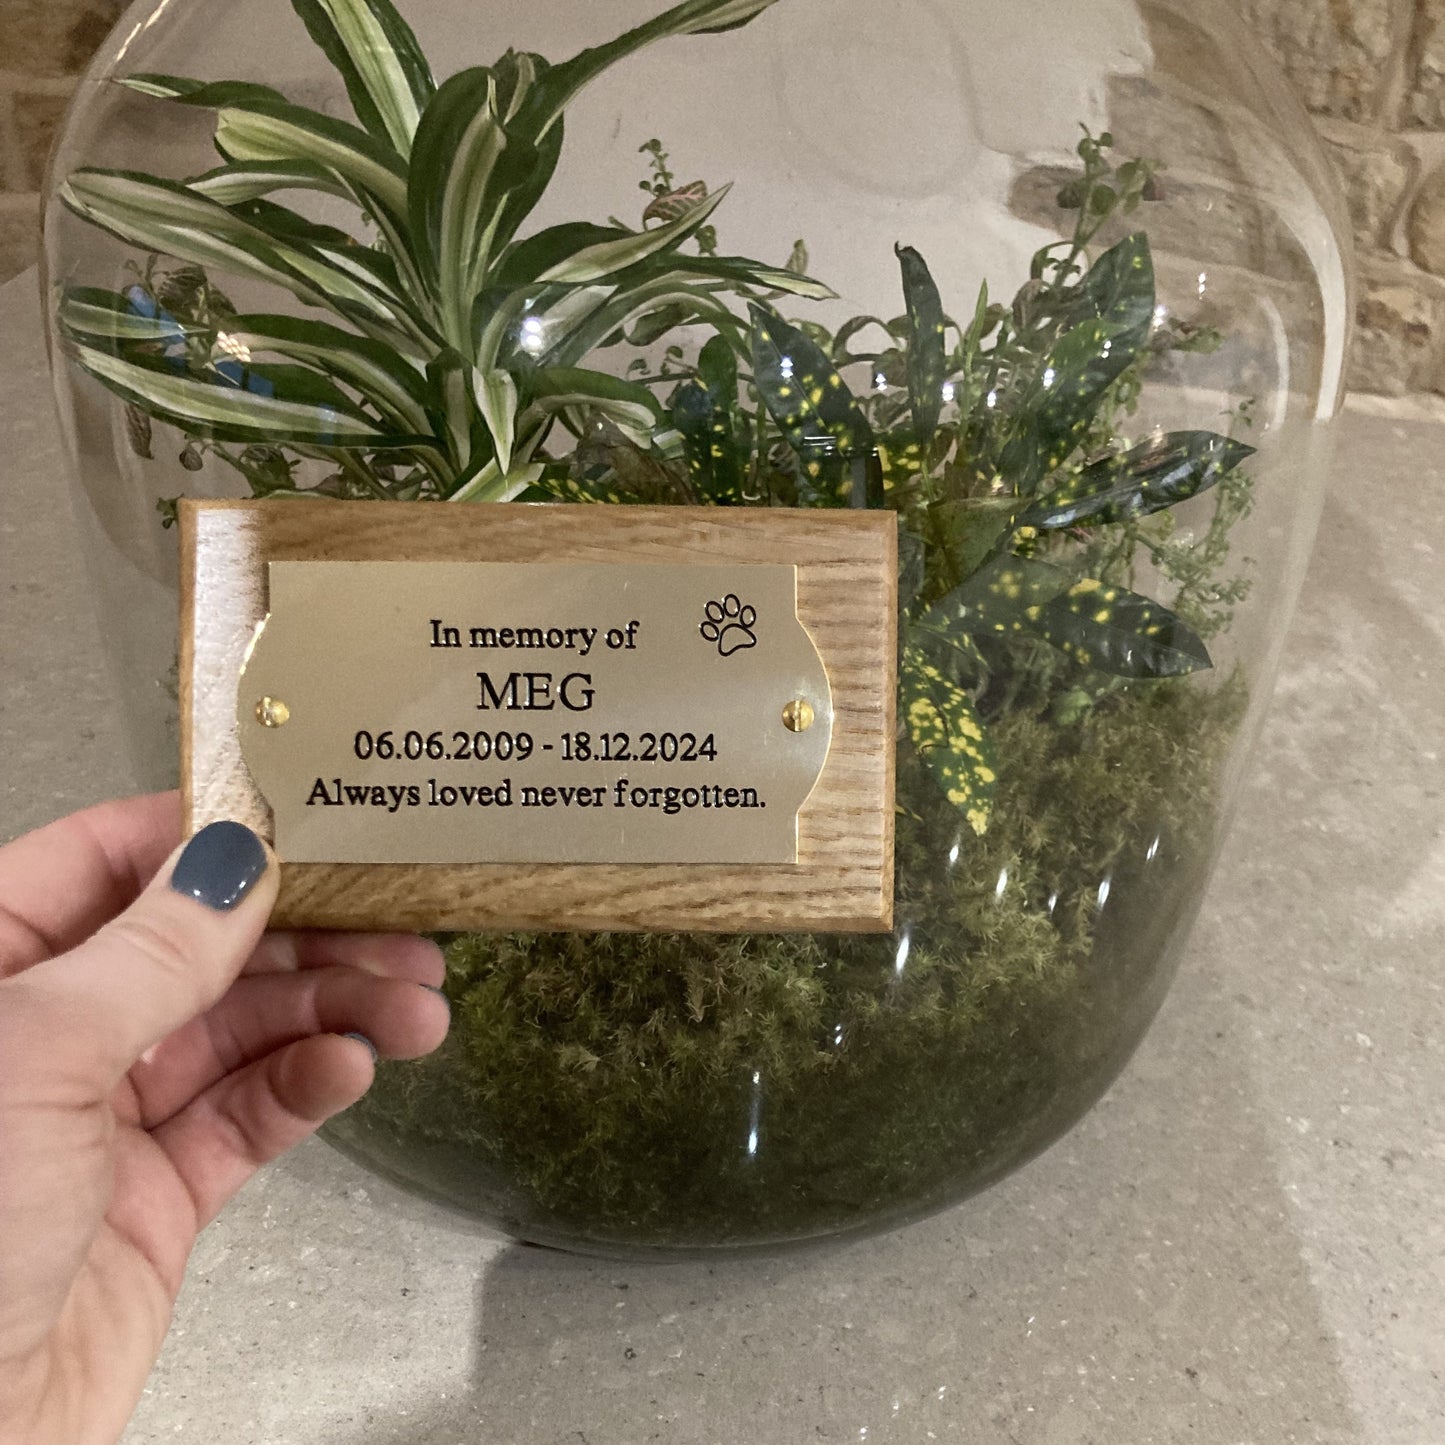 In memory of
MEG
06.06.2009 - 18.12.2024
Always loved never forgotten.